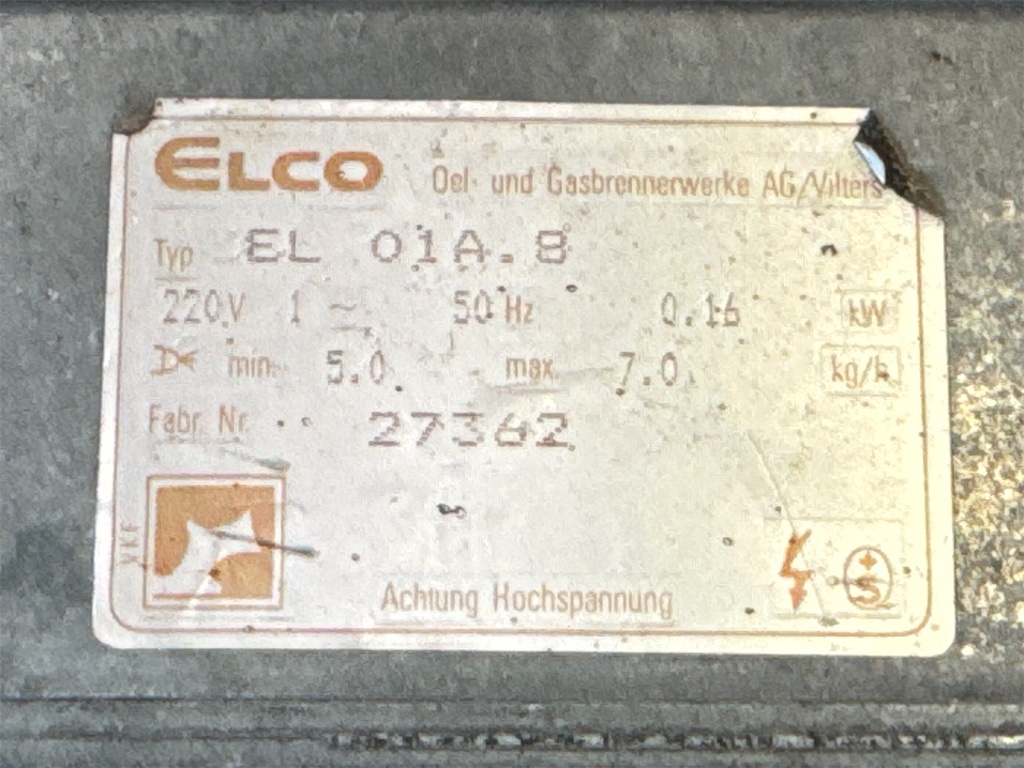 ELCO Oel- und Gasbrennerwerke AG/Vilters
Typ EL 01A.8
220V 1 ~ 50 Hz 0.16 kW
min. 5.0 max. 7.0 kg/h
Fabr. Nr. 27362
Achtung Hochspannung
+S